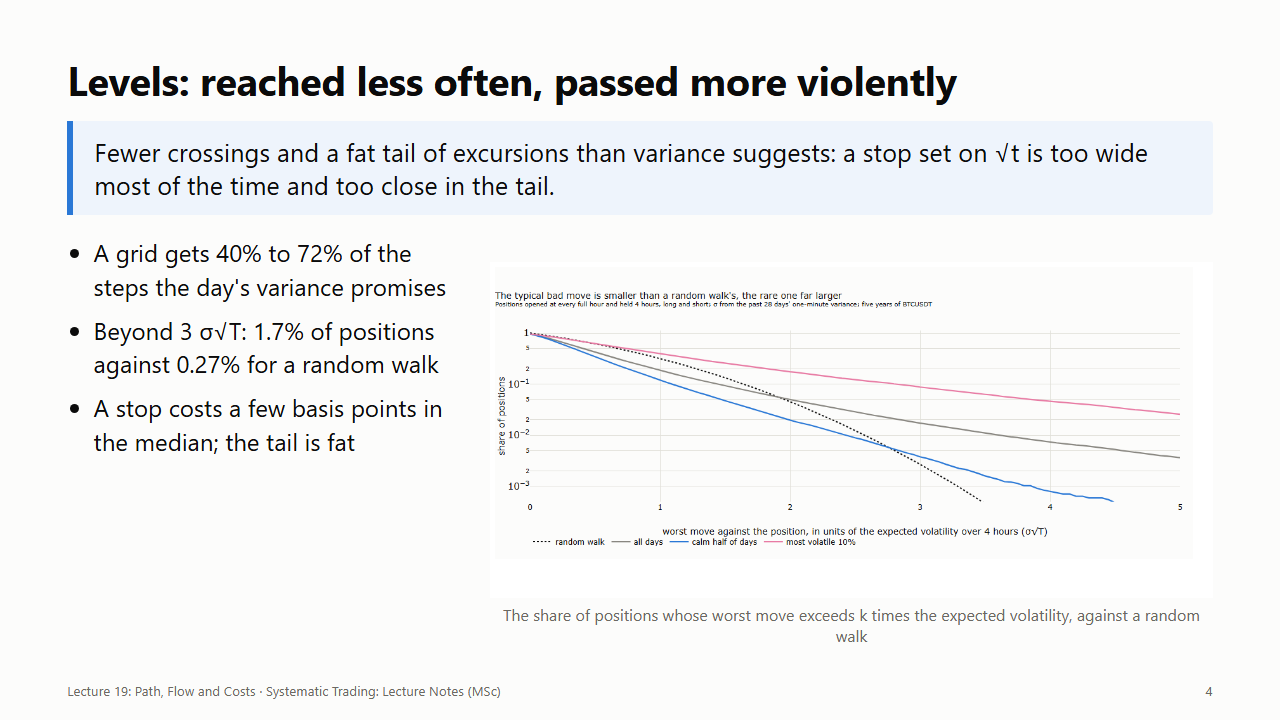 Levels: reached less often, passed more violently
Fewer crossings and a fat tail of excursions than variance suggests: a stop set on √t is too wide
most of the time and too close in the tail.
• A grid gets 40% to 72% of the
steps the day's variance promises
• Beyond 3 σ√T: 1.7% of positions
against 0.27% for a random walk
• A stop costs a few basis points in
the median; the tail is fat
The typical bad move is smaller than a random walk's, the rare one far larger
Positions opened at every full hour and held 4 hours, long and short; σ from the past 28 days' one-minute variance; five years of BTCUSDT
share of positions
1
5
2
10⁻¹
5
2
10⁻²
5
2
10⁻³
0 1 2 3 4 5
worst move against the position, in units of the expected volatility over 4 hours (σ√T)
random walk all days calm half of days most volatile 10%
The share of positions whose worst move exceeds k times the expected volatility, against a random
walk
Lecture 19: Path, Flow and Costs · Systematic Trading: Lecture Notes (MSc) 4